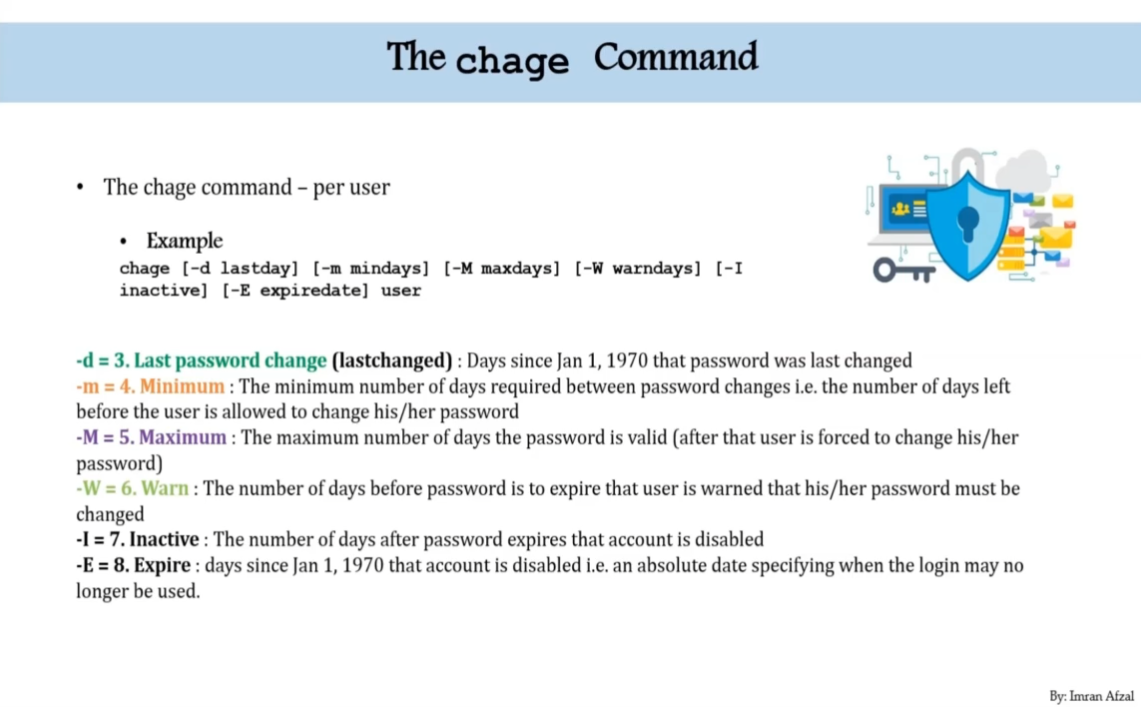 The chage Command
• The chage command – per user
• Example
chage [-d lastday] [-m mindays] [-M maxdays] [-W warndays] [-I
inactive] [-E expiredate] user
-d = 3. Last password change (lastchanged) : Days since Jan 1, 1970 that password was last changed
-m = 4. Minimum : The minimum number of days required between password changes i.e. the number of days left
before the user is allowed to change his/her password
-M = 5. Maximum : The maximum number of days the password is valid (after that user is forced to change his/her
password)
-W = 6. Warn : The number of days before password is to expire that user is warned that his/her password must be
changed
-I = 7. Inactive : The number of days after password expires that account is disabled
-E = 8. Expire : days since Jan 1, 1970 that account is disabled i.e. an absolute date specifying when the login may no
longer be used.
By: Imran Afzal